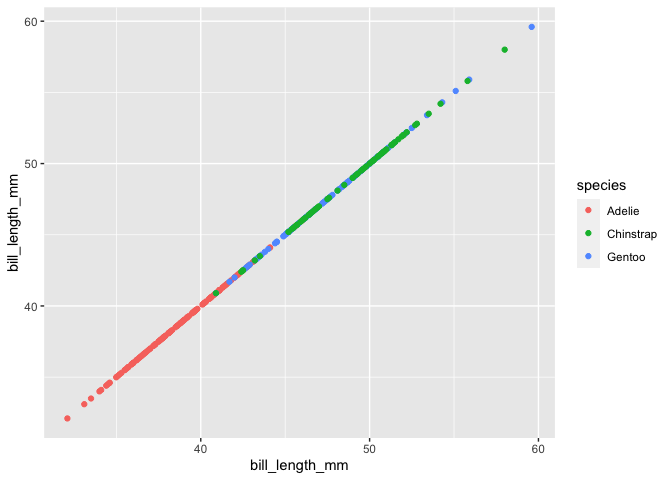 60
50
40
bill_length_mm
40 50 60
bill_length_mm
species
Adelie
Chinstrap
Gentoo